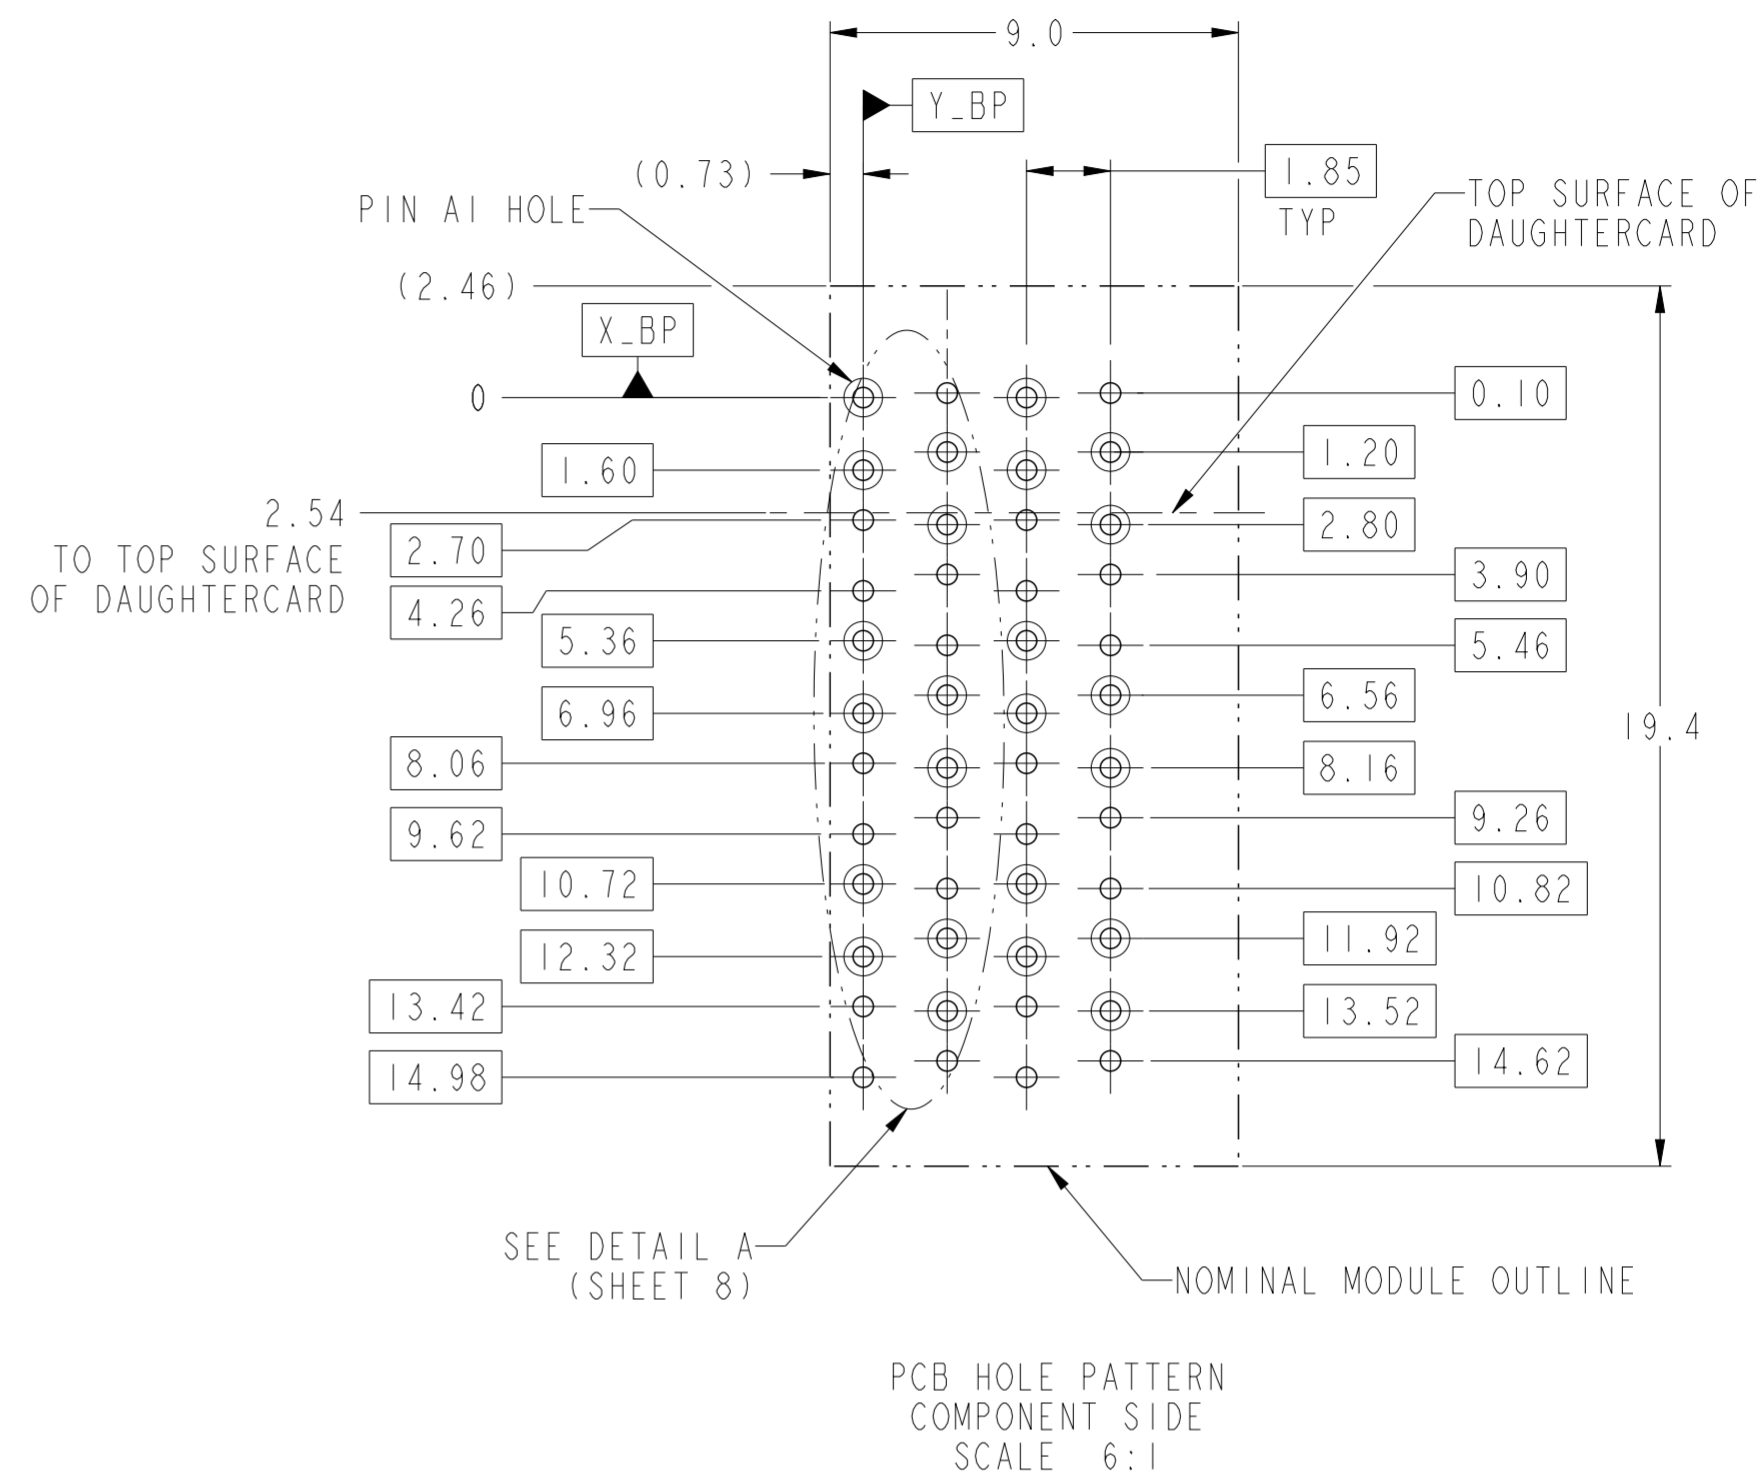 9.0
Y_BP
(0.73)
1.85
TYP
PIN A1 HOLE
TOP SURFACE OF
DAUGHTERCARD
(2.46)
X_BP
0
0.10
1.20
1.60
2.54
TO TOP SURFACE
OF DAUGHTERCARD
2.70
2.80
3.90
4.26
5.36
5.46
6.56
6.96
19.4
8.06
8.16
9.62
9.26
10.72
10.82
12.32
11.92
13.42
13.52
14.98
14.62
SEE DETAIL A
(SHEET 8)
NOMINAL MODULE OUTLINE
PCB HOLE PATTERN
COMPONENT SIDE
SCALE 6:1